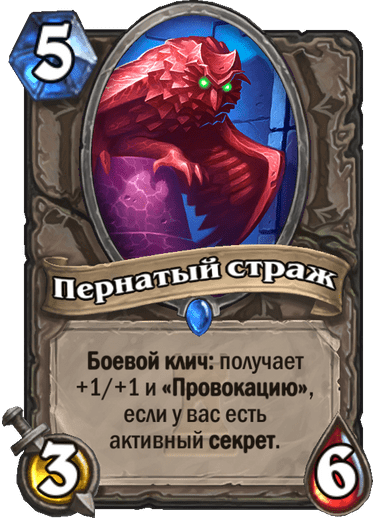 5
Пернатый страж
Боевой клич: получает
+1/+1 и «Провокацию»,
если у вас есть
активный секрет.
3
6